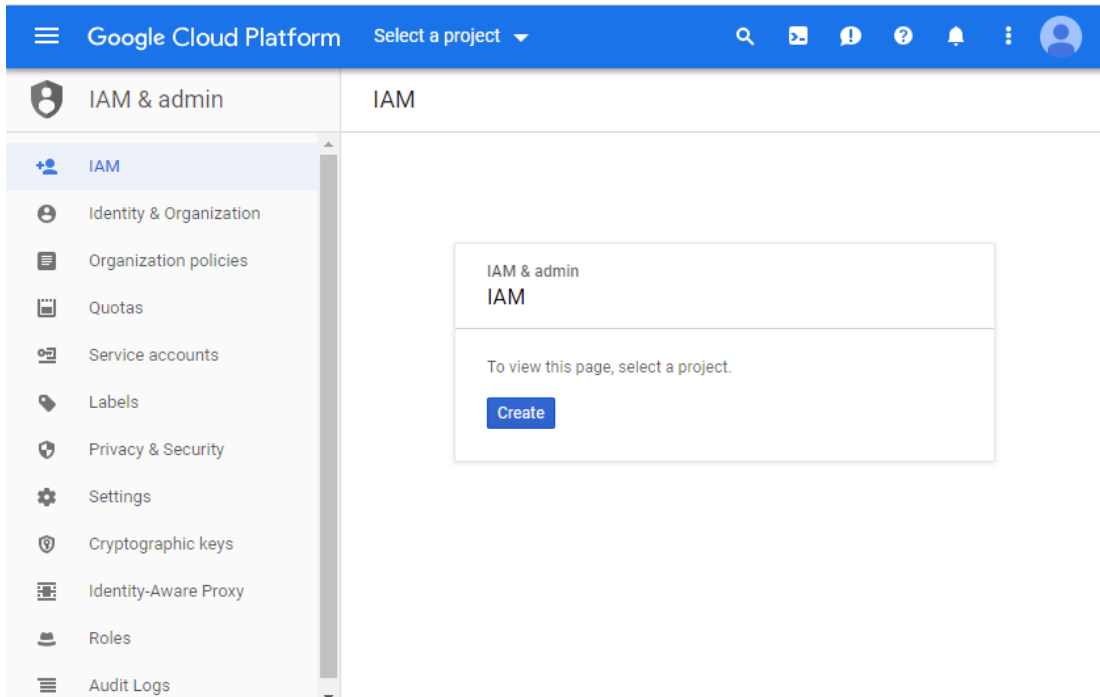 Google Cloud Platform Select a project
IAM & admin
IAM
IAM
Identity & Organization
Organization policies
Quotas
Service accounts
Labels
Privacy & Security
Settings
Cryptographic keys
Identity-Aware Proxy
Roles
Audit Logs
IAM & admin
IAM
To view this page, select a project.
Create